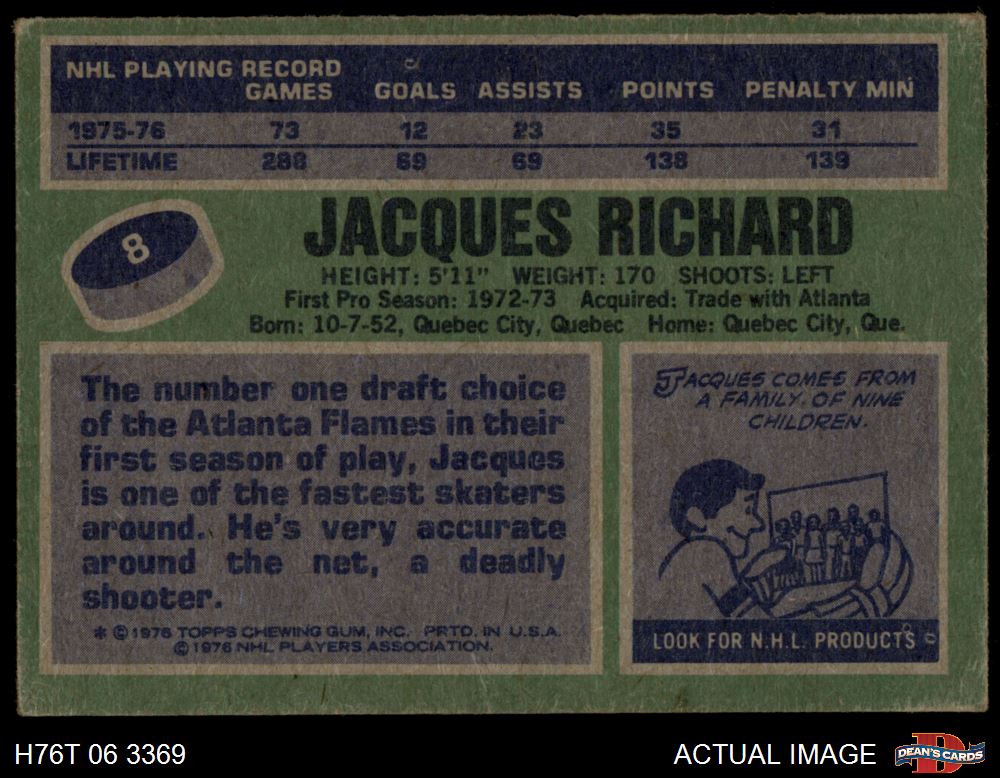 NHL PLAYING RECORD
GAMES GOALS ASSISTS POINTS PENALTY MIN
1975-76 73 12 23 35 31
LIFETIME 288 69 69 138 139
8
JACQUES RICHARD
HEIGHT: 5'11" WEIGHT: 170 SHOOTS: LEFT
First Pro Season: 1972-73 Acquired: Trade with Atlanta
Born: 10-7-52, Quebec City, Quebec Home: Quebec City, Que.
The number one draft choice
of the Atlanta Flames in their
first season of play, Jacques
is one of the fastest skaters
around. He's very accurate
around the net, a deadly
shooter.
* © 1976 TOPPS CHEWING GUM, INC. PRTD. IN U.S.A.
© 1976 NHL PLAYERS ASSOCIATION.
JACQUES COMES FROM
A FAMILY OF NINE
CHILDREN.
LOOK FOR N.H.L. PRODUCTS
H76T 06 3369
ACTUAL IMAGE
D
DEAN'S CARDS